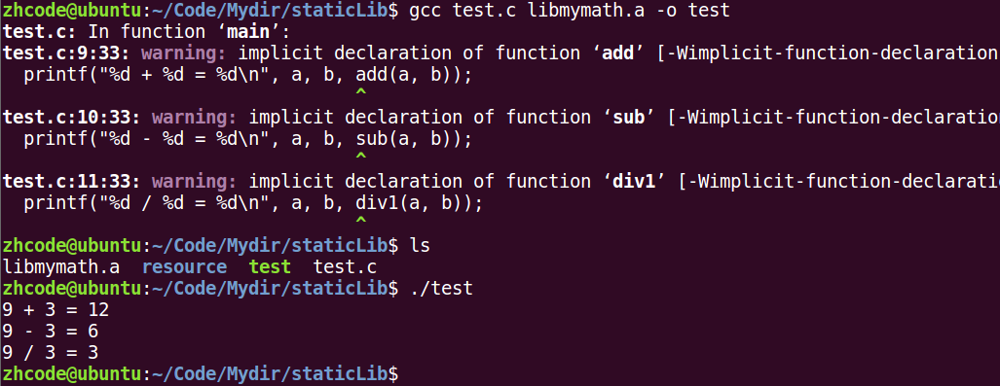 zhcode@ubuntu:~/Code/Mydir/staticLib$ gcc test.c libmymath.a -o test
test.c: In function ‘main’:
test.c:9:33: warning: implicit declaration of function ‘add’ [-Wimplicit-function-declaration
  printf("%d + %d = %d\n", a, b, add(a, b));
                                 ^
test.c:10:33: warning: implicit declaration of function ‘sub’ [-Wimplicit-function-declaratio
  printf("%d - %d = %d\n", a, b, sub(a, b));
                                 ^
test.c:11:33: warning: implicit declaration of function ‘div1’ [-Wimplicit-function-declarati
  printf("%d / %d = %d\n", a, b, div1(a, b));
                                 ^
zhcode@ubuntu:~/Code/Mydir/staticLib$ ls
libmymath.a  resource  test  test.c
zhcode@ubuntu:~/Code/Mydir/staticLib$ ./test
9 + 3 = 12
9 - 3 = 6
9 / 3 = 3
zhcode@ubuntu:~/Code/Mydir/staticLib$